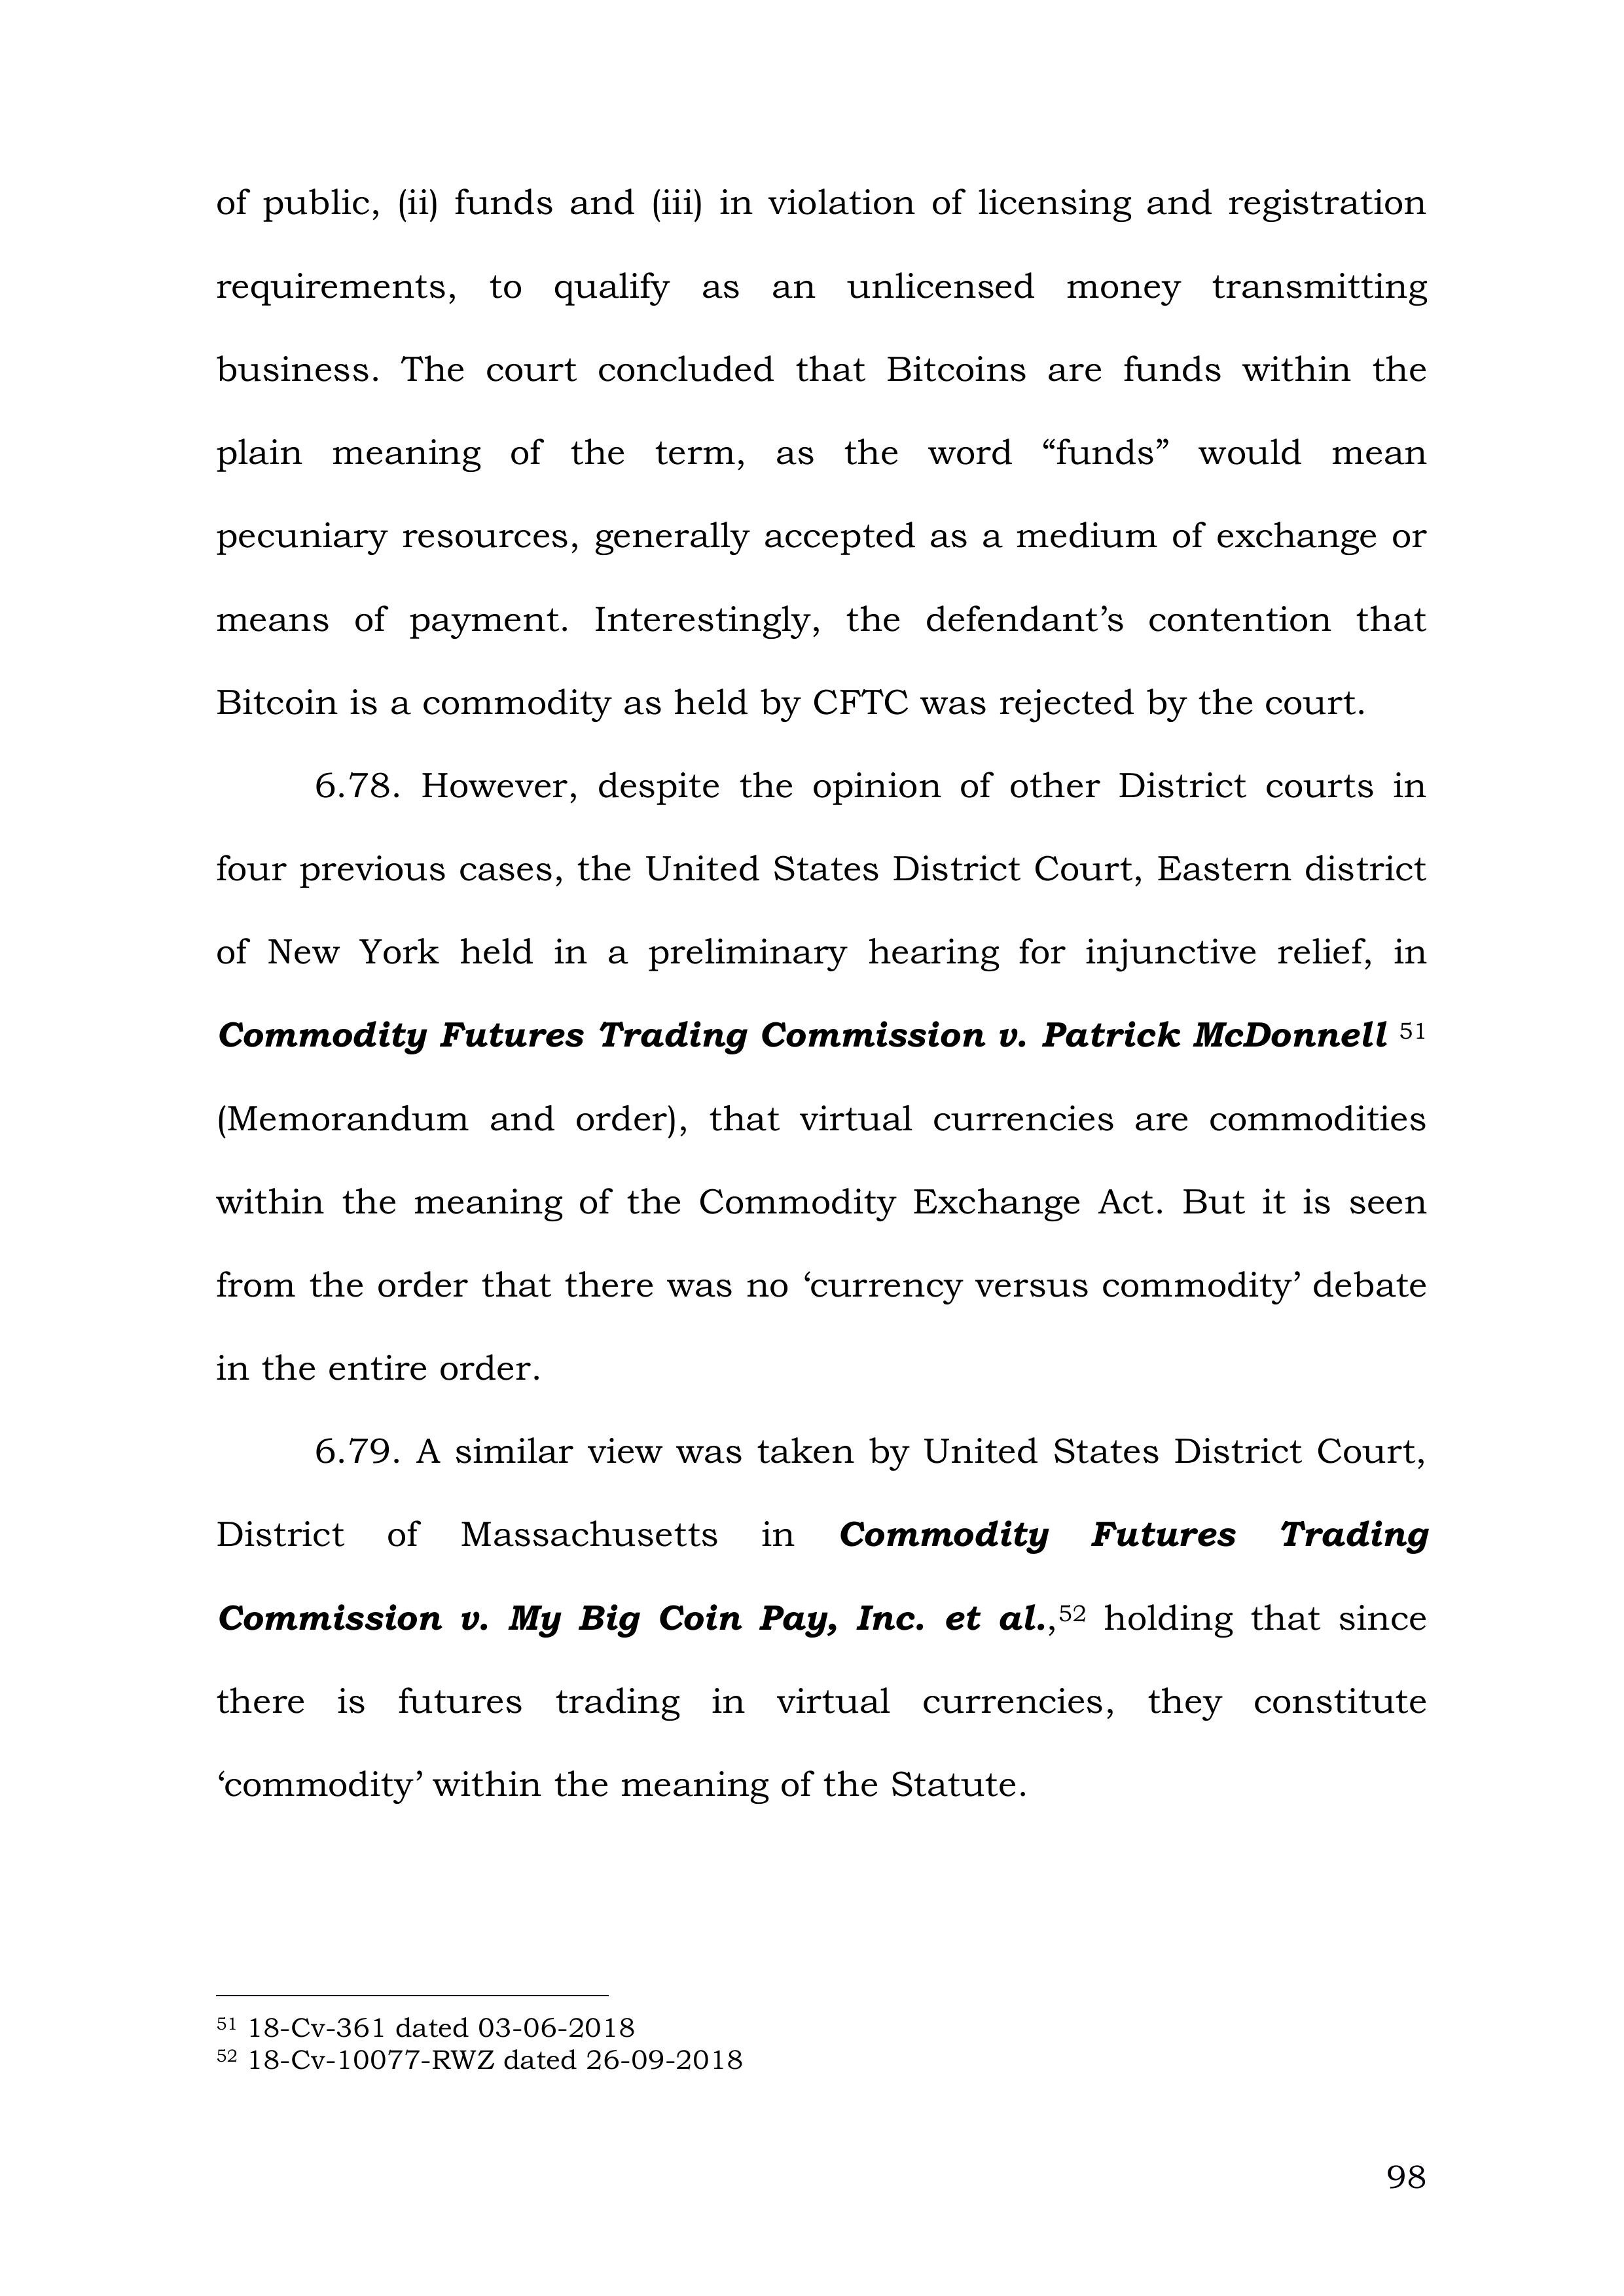 of public, (ii) funds and (iii) in violation of licensing and registration
requirements, to qualify as an unlicensed money transmitting
business. The court concluded that Bitcoins are funds within the
plain meaning of the term, as the word “funds” would mean
pecuniary resources, generally accepted as a medium of exchange or
means of payment. Interestingly, the defendant’s contention that
Bitcoin is a commodity as held by CFTC was rejected by the court.
6.78. However, despite the opinion of other District courts in
four previous cases, the United States District Court, Eastern district
of New York held in a preliminary hearing for injunctive relief, in
Commodity Futures Trading Commission v. Patrick McDonnell 51
(Memorandum and order), that virtual currencies are commodities
within the meaning of the Commodity Exchange Act. But it is seen
from the order that there was no ‘currency versus commodity’ debate
in the entire order.
6.79. A similar view was taken by United States District Court,
District of Massachusetts in Commodity Futures Trading
Commission v. My Big Coin Pay, Inc. et al.,52 holding that since
there is futures trading in virtual currencies, they constitute
‘commodity’ within the meaning of the Statute.
51 18-Cv-361 dated 03-06-2018
52 18-Cv-10077-RWZ dated 26-09-2018
98